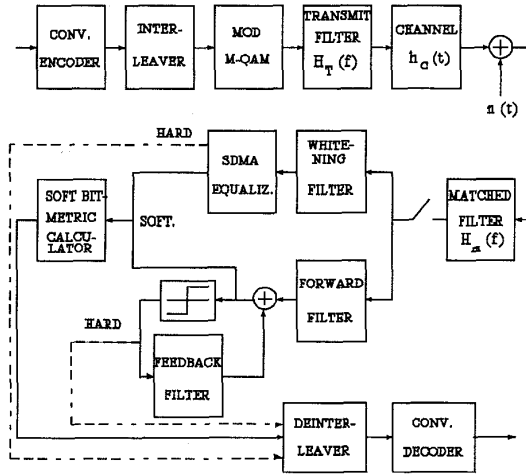 CONV.
ENCODER
INTER-
LEAVER
MOD
M-QAM
TRANSMIT
FILTER
H_T(f)
CHANNEL
h_C(t)
n(t)
HARD
SOFT BIT-
METRIC
CALCU-
LATOR
SDMA
EQUALIZ.
WHITE-
NING
FILTER
MATCHED
FILTER
H_m(f)
SOFT.
FORWARD
FILTER
HARD
FEEDBACK
FILTER
DEINTER-
LEAVER
CONV.
DECODER